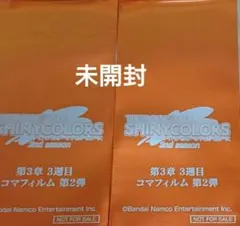 未開封
SHINYCOLORS
2nd season
第3章 3週目
コマフィルム 第2弾
©Bandai Namco Entertainment Inc.
NOT FOR SALE
SHINYCOLORS
2nd season
第3章 3週目
コマフィルム 第2弾
©Bandai Namco Entertainment Inc.
NOT FOR SALE